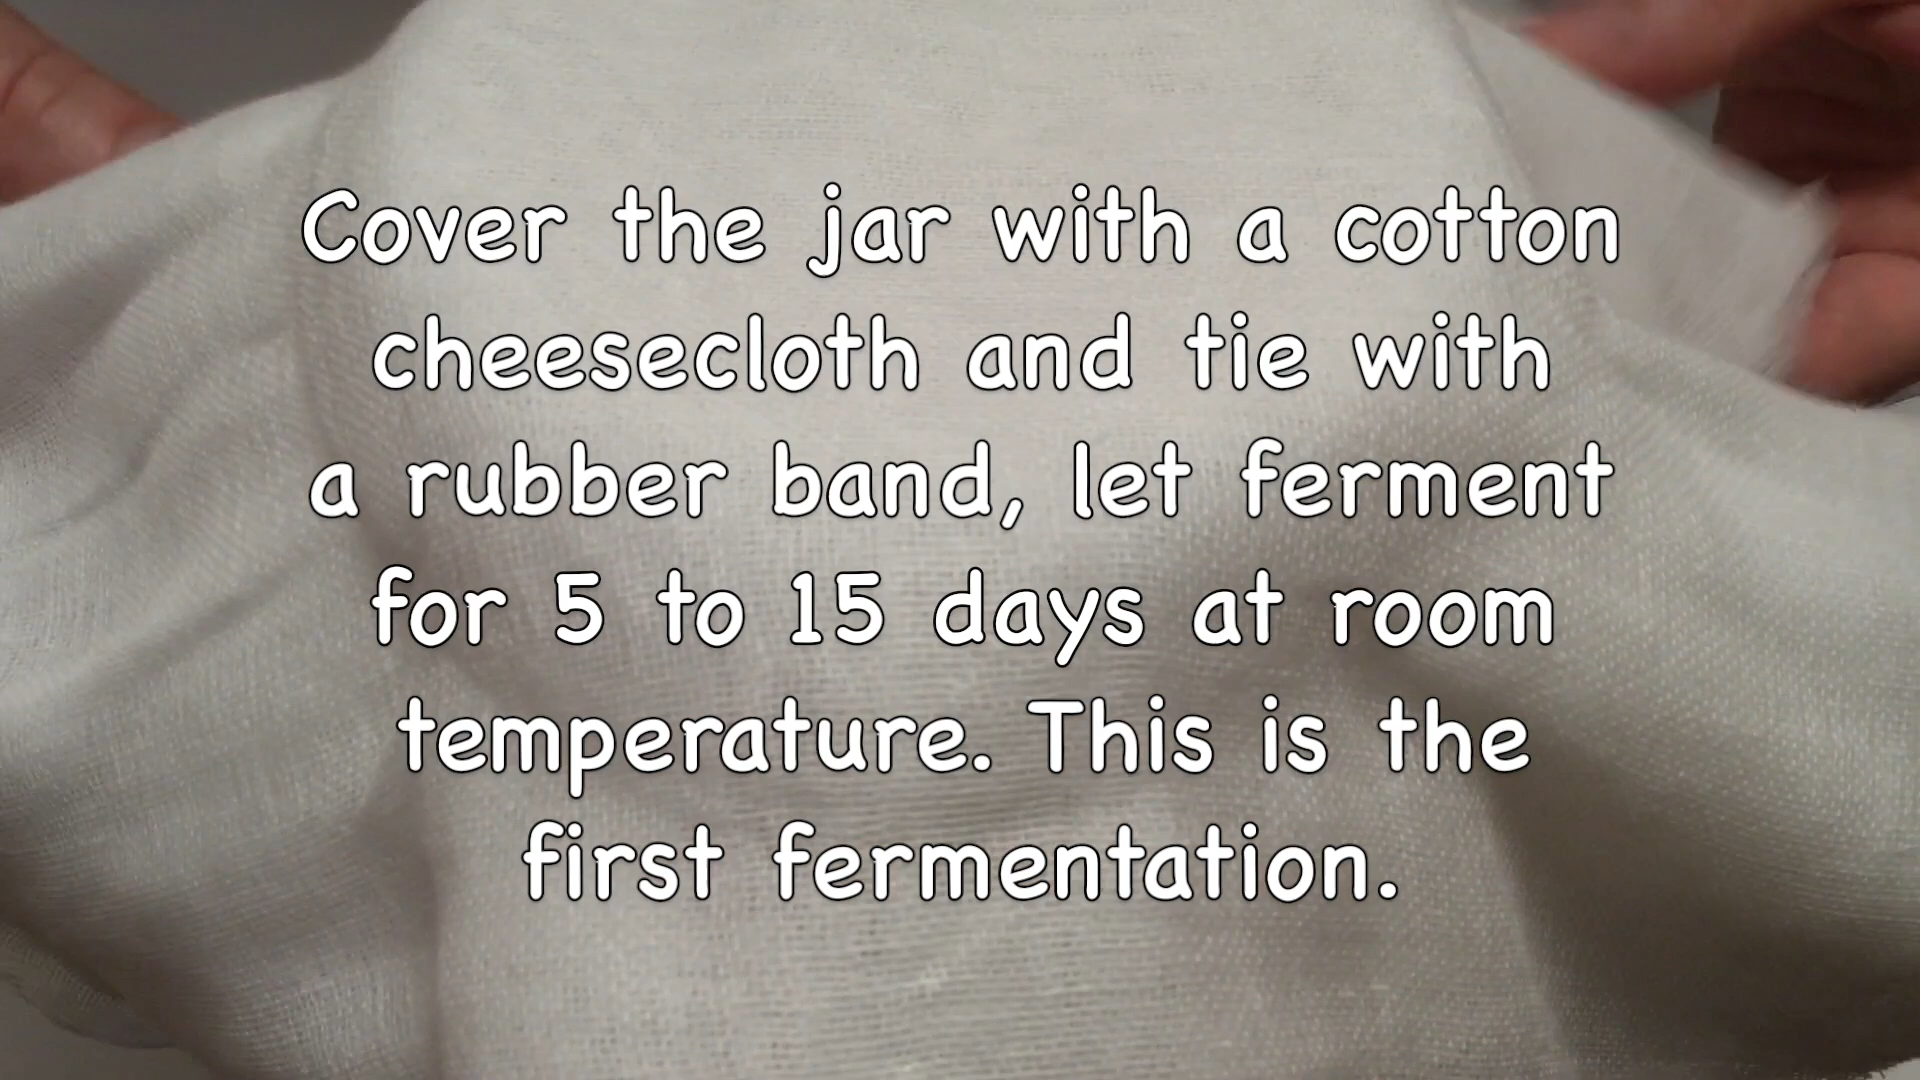 Cover the jar with a cotton
cheesecloth and tie with
a rubber band, let ferment
for 5 to 15 days at room
temperature. This is the
first fermentation.